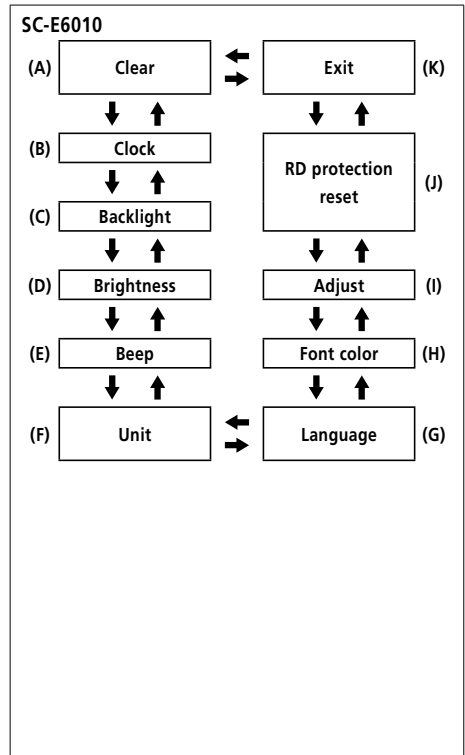 SC-E6010
(A) Clear Exit (K)
(B) Clock
RD protection
reset
(J)
(C) Backlight
(D) Brightness Adjust (I)
(E) Beep Font color (H)
(F) Unit Language (G)